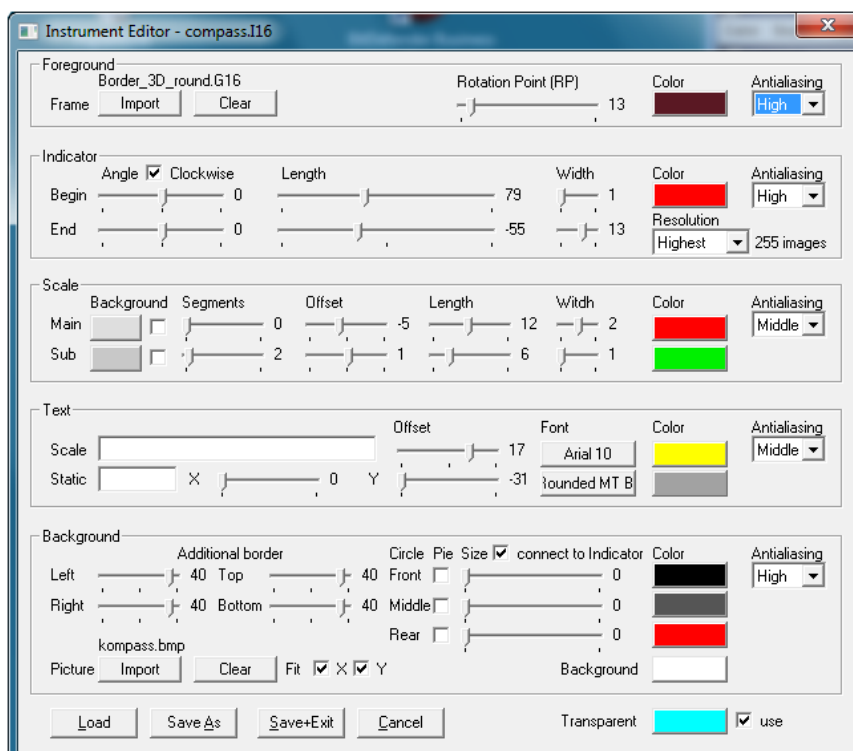 Instrument Editor - compass.I16
Foreground
Border_3D_round.G16 Rotation Point (RP) Color Antialiasing
Frame Import Clear 13 High
Indicator
Angle Clockwise Length Width Color Antialiasing
Begin 0 79 1 High
Resolution
End 0 -55 13 Highest 255 images
Scale
Background Segments Offset Length Witdh Color Antialiasing
Main 0 -5 12 2 Middle
Sub 2 1 6 1
Text
Offset Font Color Antialiasing
Scale 17 Arial 10 Middle
Static X 0 Y -31 Rounded MT B
Background
Additional border Circle Pie Size connect to Indicator Color Antialiasing
Left 40 Top 40 Front 0 High
Right 40 Bottom 40 Middle 0
Rear 0
kompass.bmp
Picture Import Clear Fit X Y Background
Load Save As Save+Exit Cancel Transparent use